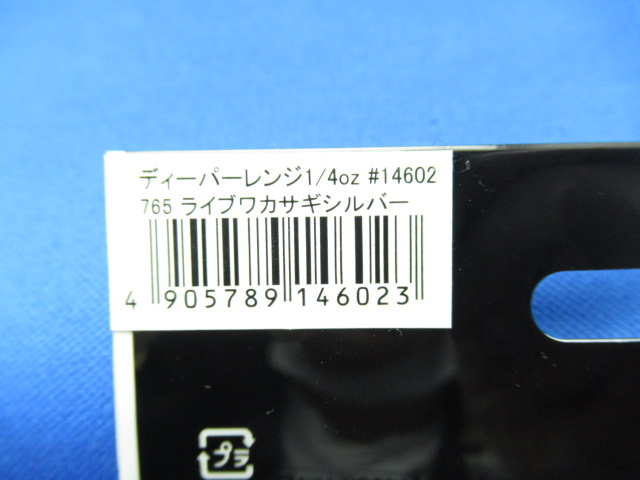 ディーパーレンジ1/4oz #14602
765 ライブワカサギシルバー
4 905789 146023
プラ